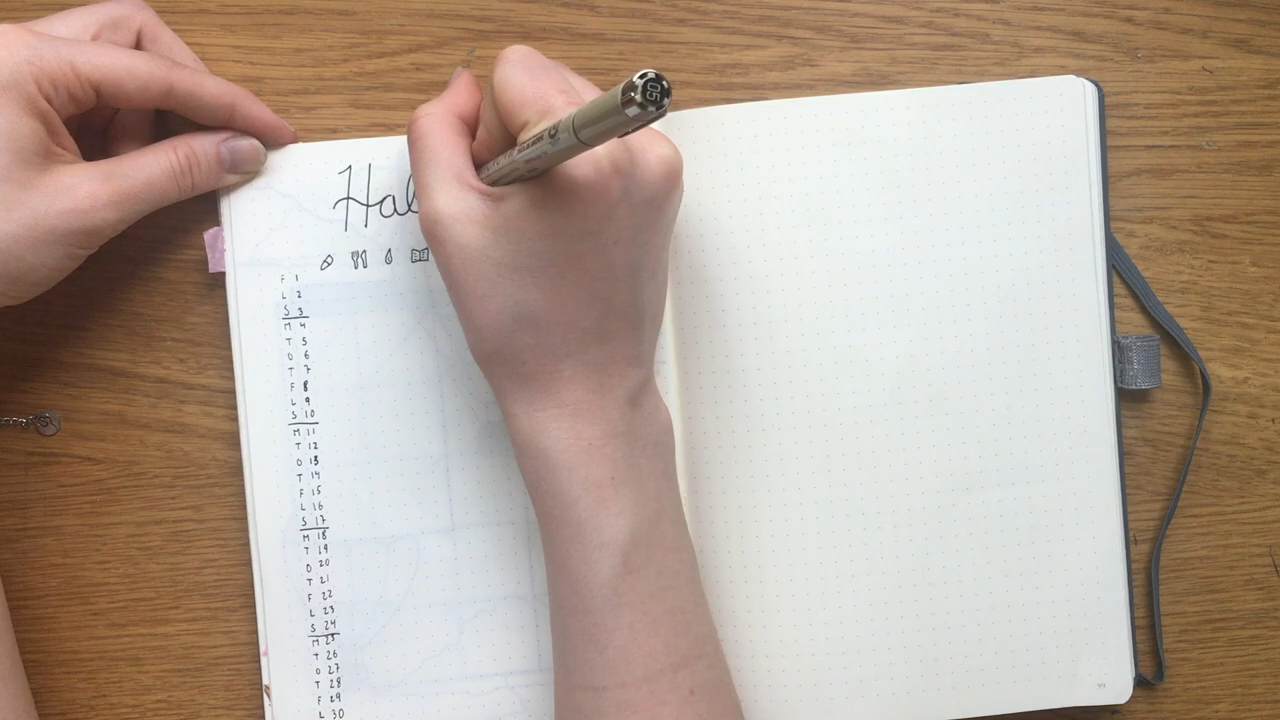 05
Hal
F 1
L 2
S 3
M 4
T 5
O 6
T 7
F 8
L 9
S 10
M 11
T 12
O 13
T 14
F 15
L 16
S 17
M 18
T 19
O 20
T 21
F 22
L 23
S 24
M 25
T 26
O 27
T 28
F 29
L 30
99